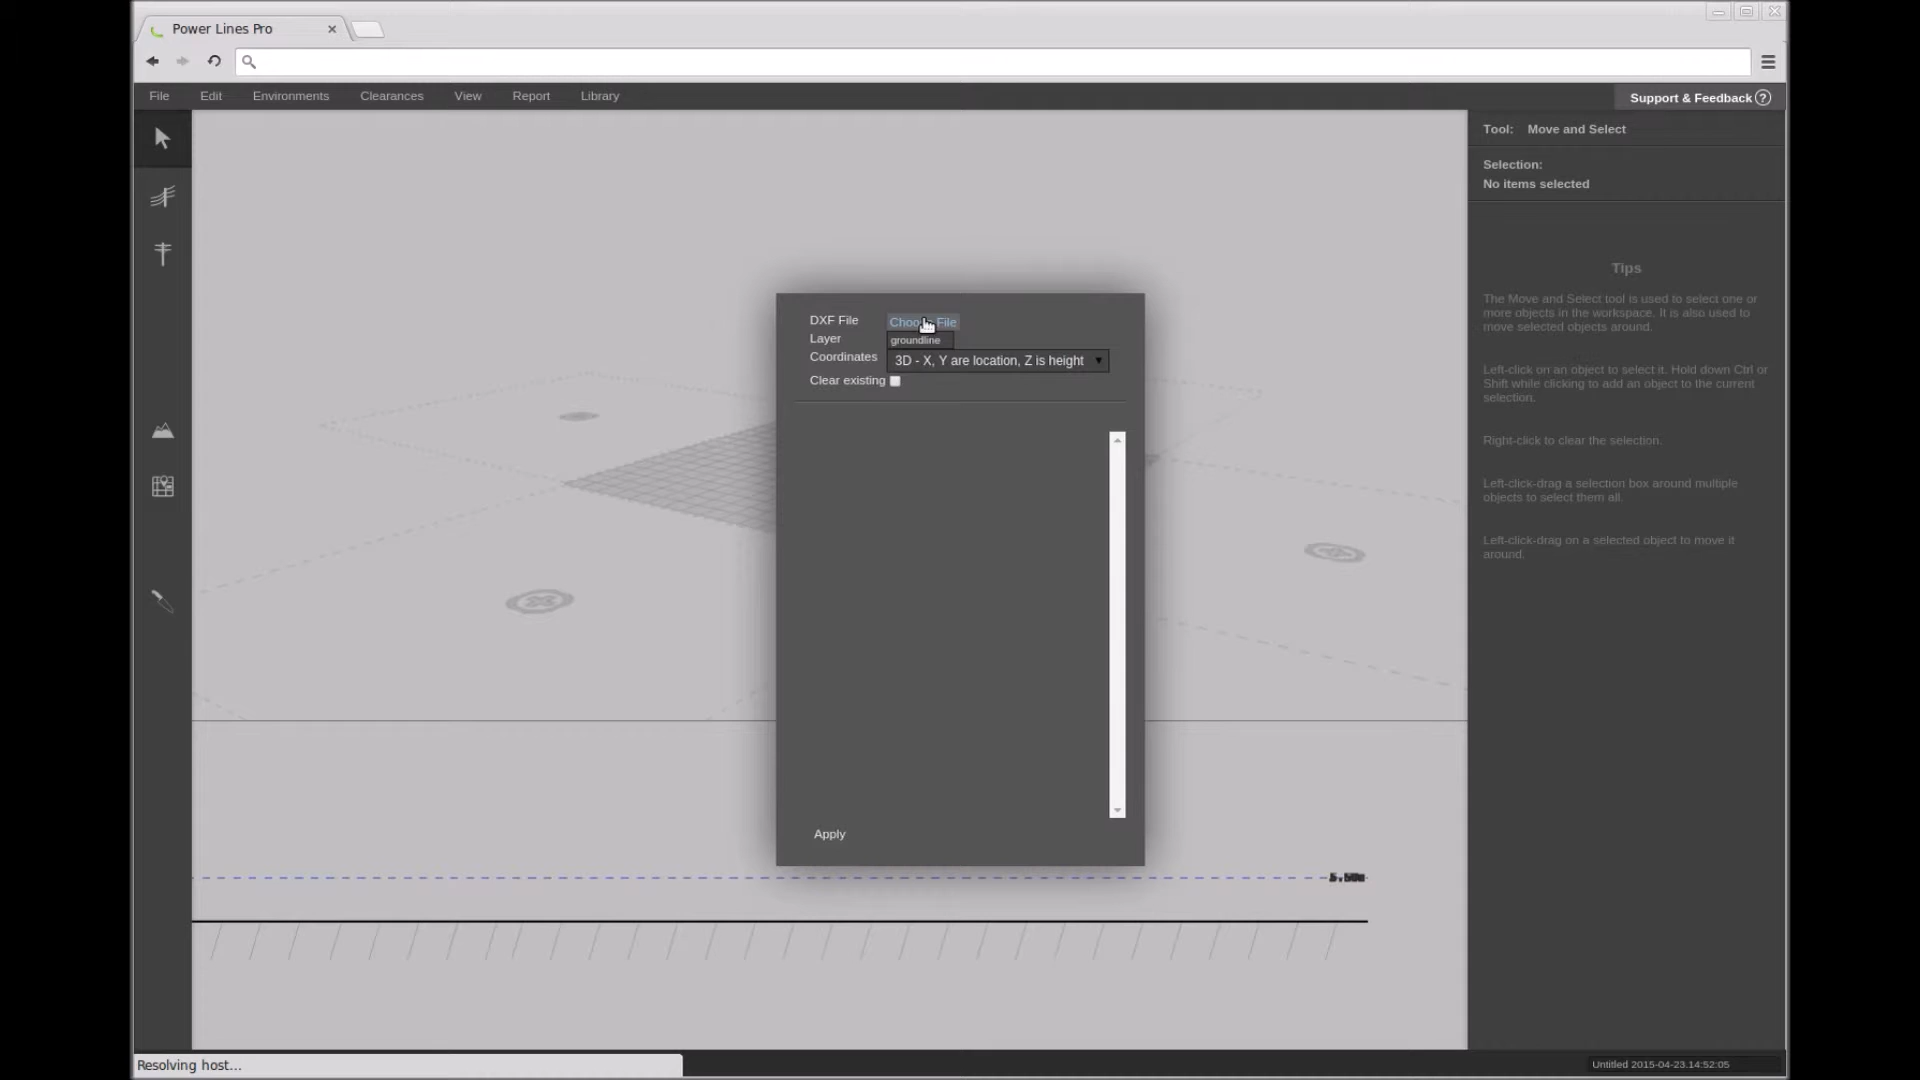 Power Lines Pro
File Edit Environments Clearances View Report Library
Support & Feedback ?
Tool: Move and Select
Selection:
No items selected
Tips
The Move and Select tool is used to select one or
more objects in the workspace. It is also used to
move selected objects around.
Left-click on an object to select it. Hold down Ctrl or
Shift while clicking to add an object to the current
selection.
Right-click to clear the selection.
Left-click-drag a selection box around multiple
objects to select them all.
Left-click-drag on a selected object to move it
around.
DXF File Choose File
Layer groundline
Coordinates 3D - X, Y are location, Z is height
Clear existing
Apply
Resolving host...
Untitled 2015-04-23.14:52:05